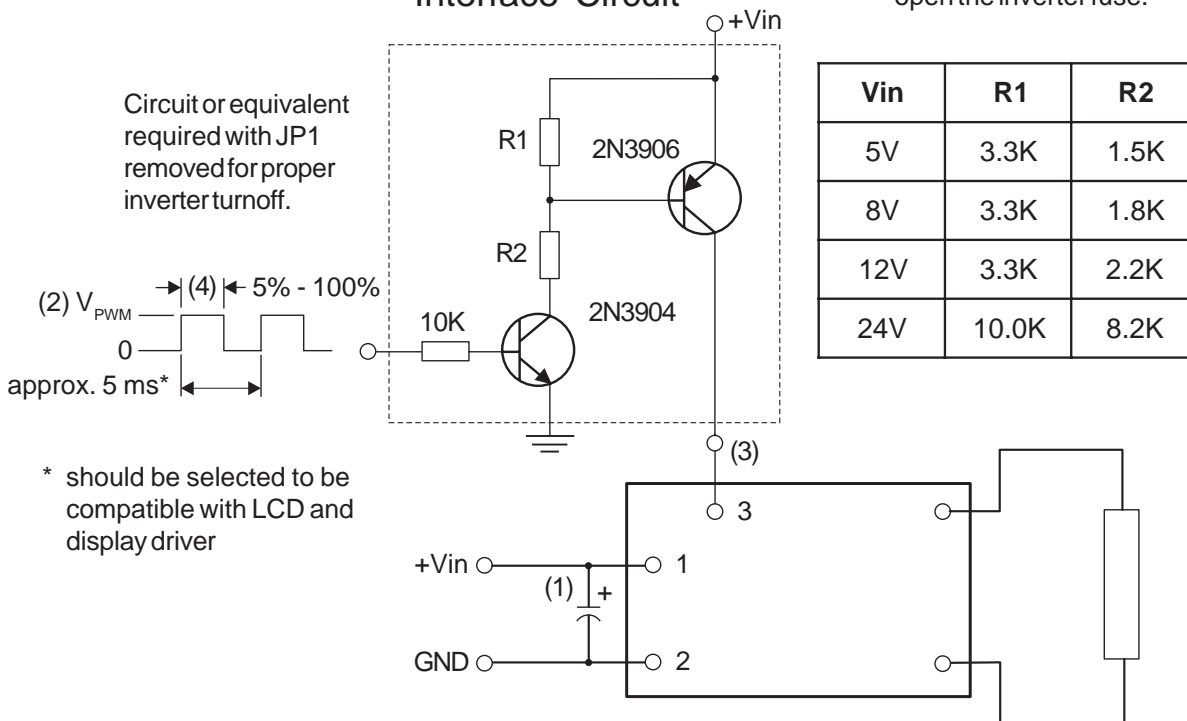 Interface Circuit
open the inverter fuse.
+Vin
Circuit or equivalent
required with JP1
removed for proper
inverter turnoff.
R1
2N3906
R2
2N3904
10K
(2) VPWM
(4)
5% - 100%
0
approx. 5 ms*
Vin R1 R2
5V 3.3K 1.5K
8V 3.3K 1.8K
12V 3.3K 2.2K
24V 10.0K 8.2K
* should be selected to be
compatible with LCD and
display driver
(3)
3
+Vin
(1)
+
1
GND
2